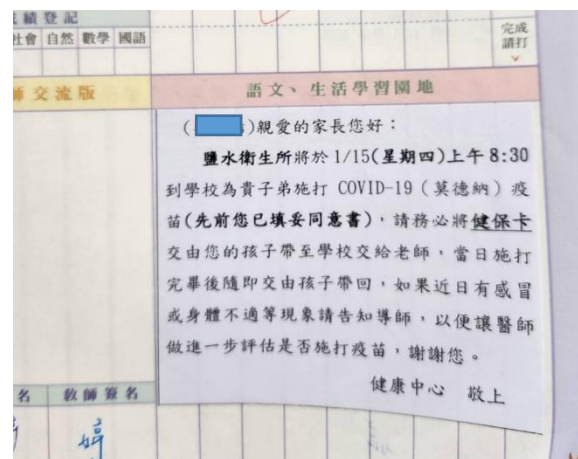 績 登 記
社會 自然 數學 國語
完成
請打
師 交 流 版
語文、生活學習園地
( )親愛的家長您好：
鹽水衛生所將於 1/15(星期四)上午 8:30
到學校為貴子弟施打 COVID-19（莫德納）疫
苗(先前您已填妥同意書)，請務必將健保卡
交由您的孩子帶至學校交給老師，當日施打
完畢後隨即交由孩子帶回，如果近日有感冒
或身體不適等現象請告知導師，以便讓醫師
做進一步評估是否施打疫苗，謝謝您。
健康中心 敬上
名 教 師 簽 名
婷